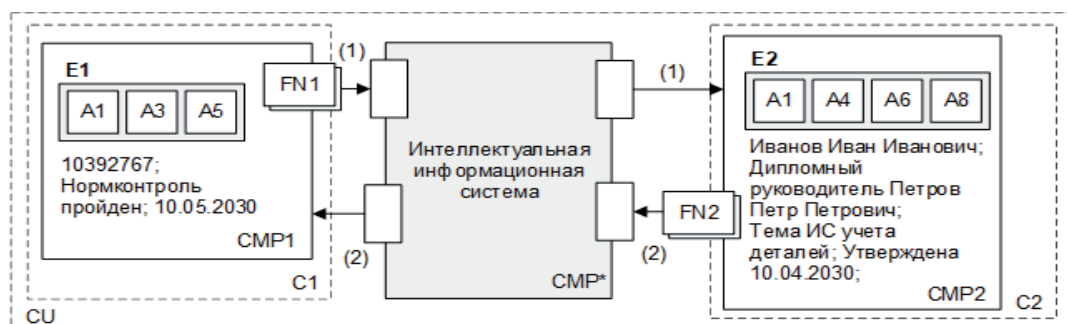 E1
A1 A3 A5
10392767;
Нормконтроль
пройден; 10.05.2030
CMP1
C1
CU
FN1
(1)
(2)
Интеллектуальная
информационная
система
CMP*
(1)
FN2
(2)
E2
A1 A4 A6 A8
Иванов Иван Иванович;
Дипломный
руководитель Петров
Петр Петрович;
Тема ИС учета
деталей; Утверждена
10.04.2030;
CMP2
C2